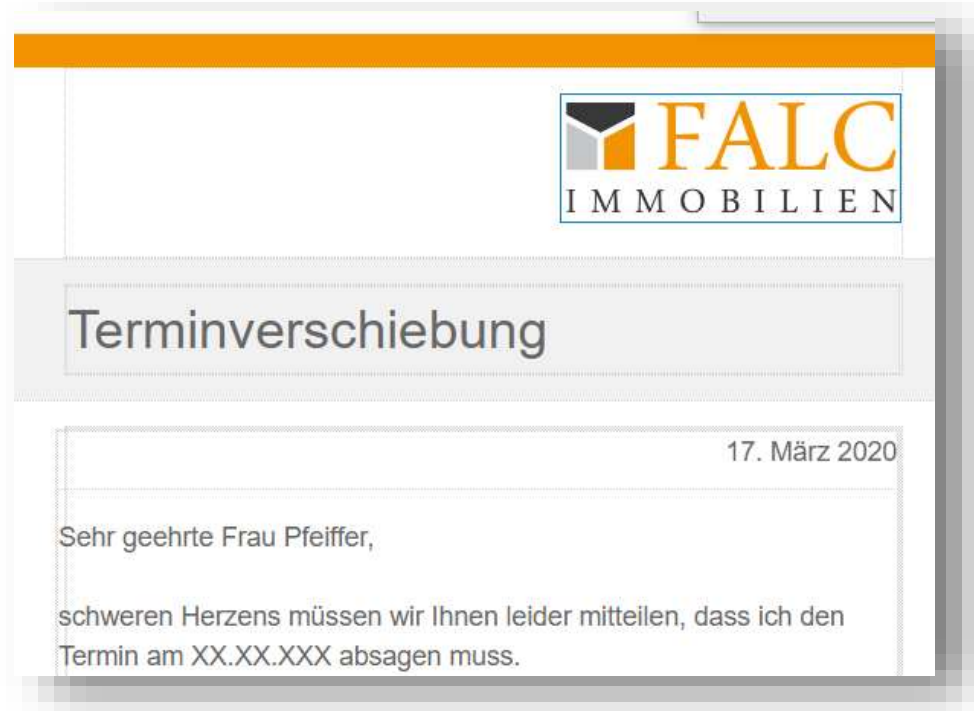 FALC
IMMOBILIEN
Terminverschiebung
17. März 2020
Sehr geehrte Frau Pfeiffer,
schweren Herzens müssen wir Ihnen leider mitteilen, dass ich den
Termin am XX.XX.XXX absagen muss.